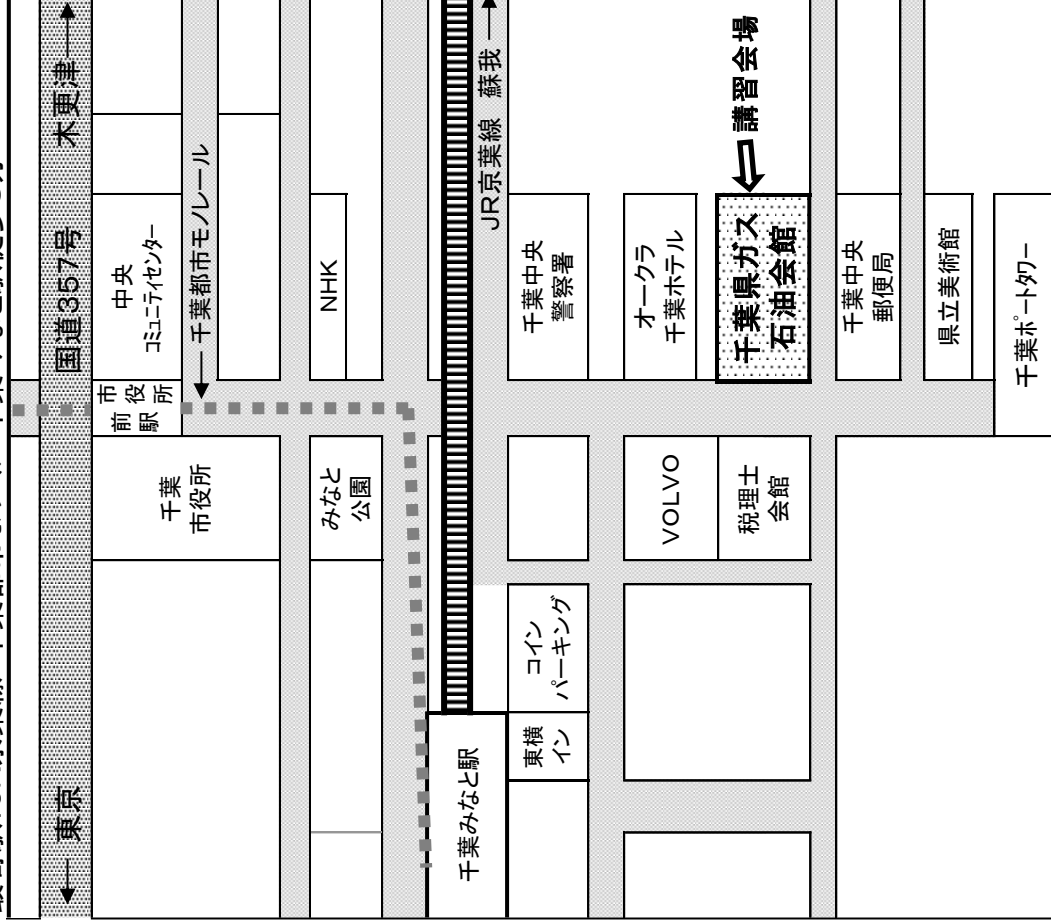 ← 東京
国道357号
木更津 →
千葉
市役所
市役所
前駅
中央
コミュニティセンター
← 千葉都市モノレール
みなと
公園
NHK
千葉みなと駅
JR京葉線 蘇我 →
東横
イン
コイン
パーキング
千葉中央
警察署
VOLVO
オークラ
千葉ホテル
税理士
会館
千葉県ガス
石油会館
講習会場
千葉中央
郵便局
県立美術館
千葉ポートタワー